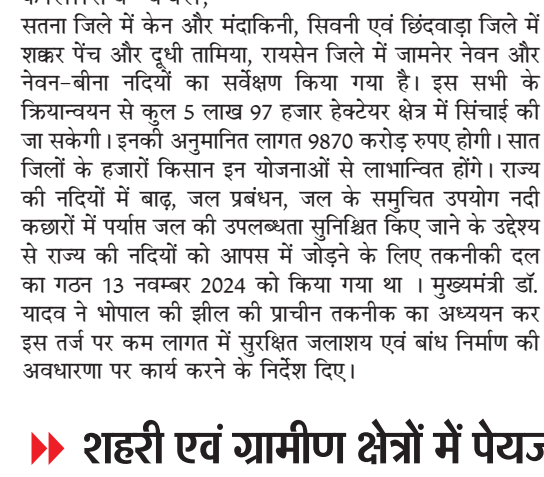 सतना जिले में केन और मंदाकिनी, सिवनी एवं छिंदवाड़ा जिले में
शक्कर पेंच और दूधी तामिया, रायसेन जिले में जामनेर नेवन और
नेवन-बीना नदियों का सर्वेक्षण किया गया है। इस सभी के
क्रियान्वयन से कुल 5 लाख 97 हजार हेक्टेयर क्षेत्र में सिंचाई की
जा सकेगी। इनकी अनुमानित लागत 9870 करोड़ रुपए होगी। सात
जिलों के हजारों किसान इन योजनाओं से लाभान्वित होंगे। राज्य
की नदियों में बाढ़, जल प्रबंधन, जल के समुचित उपयोग नदी
कछारों में पर्याप्त जल की उपलब्धता सुनिश्चित किए जाने के उद्देश्य
से राज्य की नदियों को आपस में जोड़ने के लिए तकनीकी दल
का गठन 13 नवम्बर 2024 को किया गया था । मुख्यमंत्री डॉ.
यादव ने भोपाल की झील की प्राचीन तकनीक का अध्ययन कर
इस तर्ज पर कम लागत में सुरक्षित जलाशय एवं बांध निर्माण की
अवधारणा पर कार्य करने के निर्देश दिए।
शहरी एवं ग्रामीण क्षेत्रों में